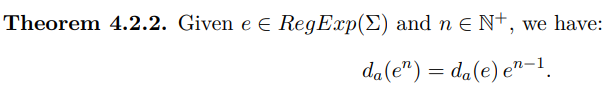 Theorem 4.2.2. Given e ∈ RegExp(Σ) and n ∈ ℕ⁺, we have:
dₐ(eⁿ) = dₐ(e) eⁿ⁻¹.